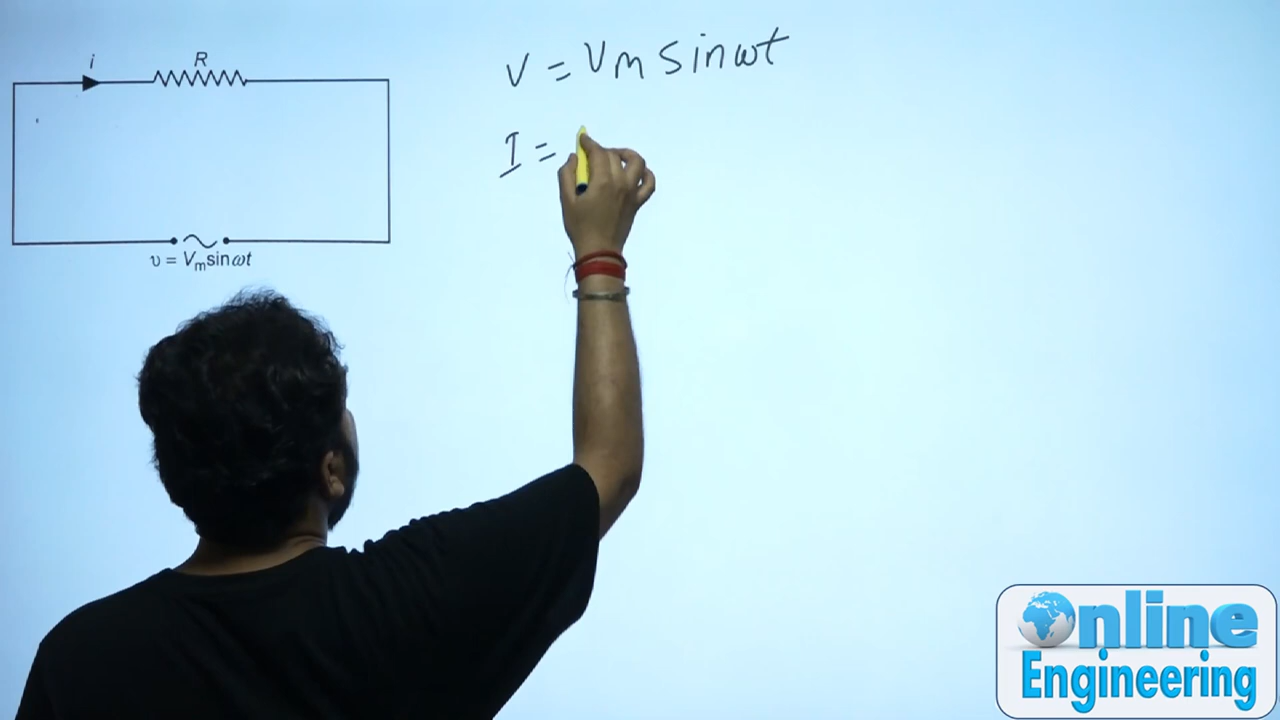 i
R
υ = Vmsinωt
V = Vm sinωt
I =
Online
Engineering